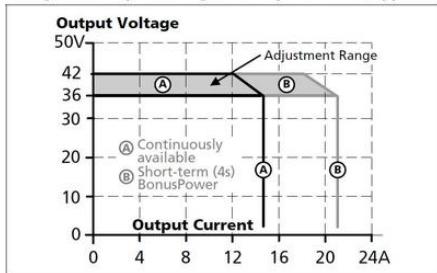 Output Voltage
50V
42
36
30
20
10
0
Adjustment Range
A
B
A Continuously
available
B Short-term (4s)
BonusPower
A
B
Output Current
0 4 8 12 16 20 24A